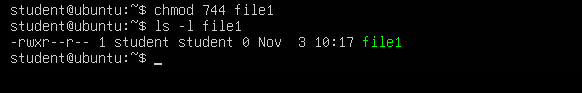 student@ubuntu:~$ chmod 744 file1
student@ubuntu:~$ ls -l file1
-rwxr--r-- 1 student student 0 Nov  3 10:17 file1
student@ubuntu:~$ _